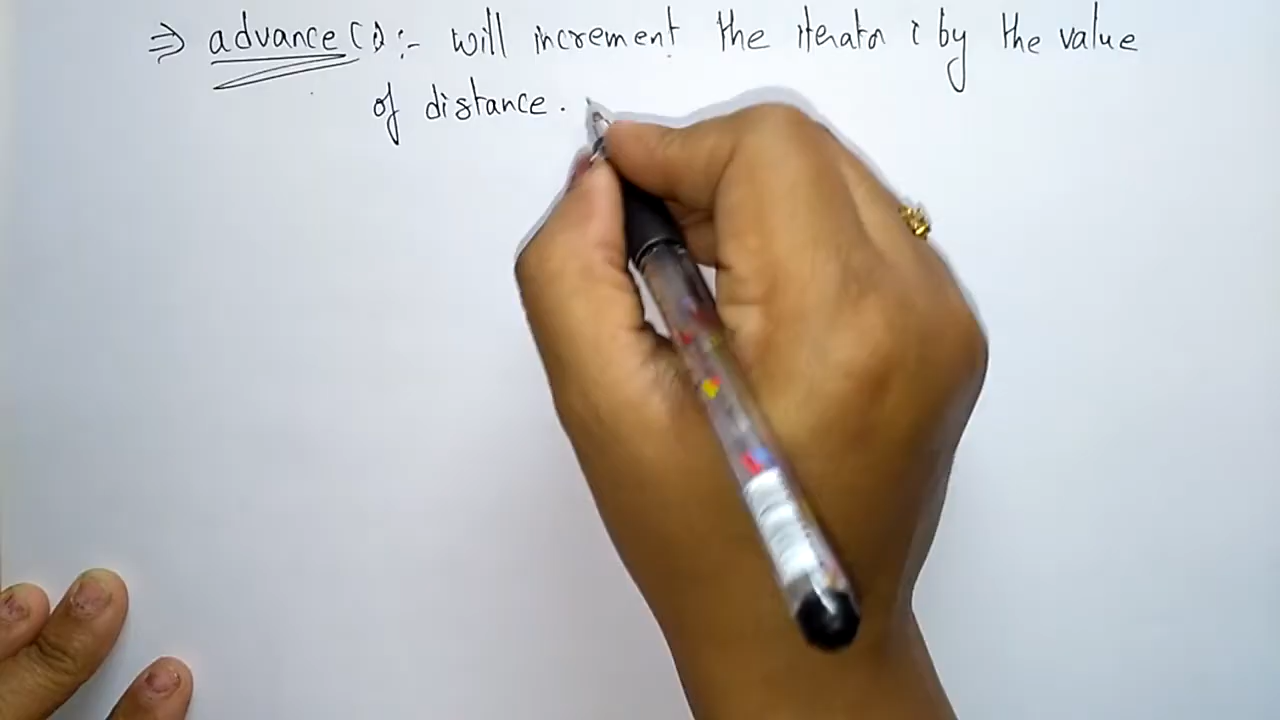 ⇒ advance():- will increment the iterator i by the value
of distance.